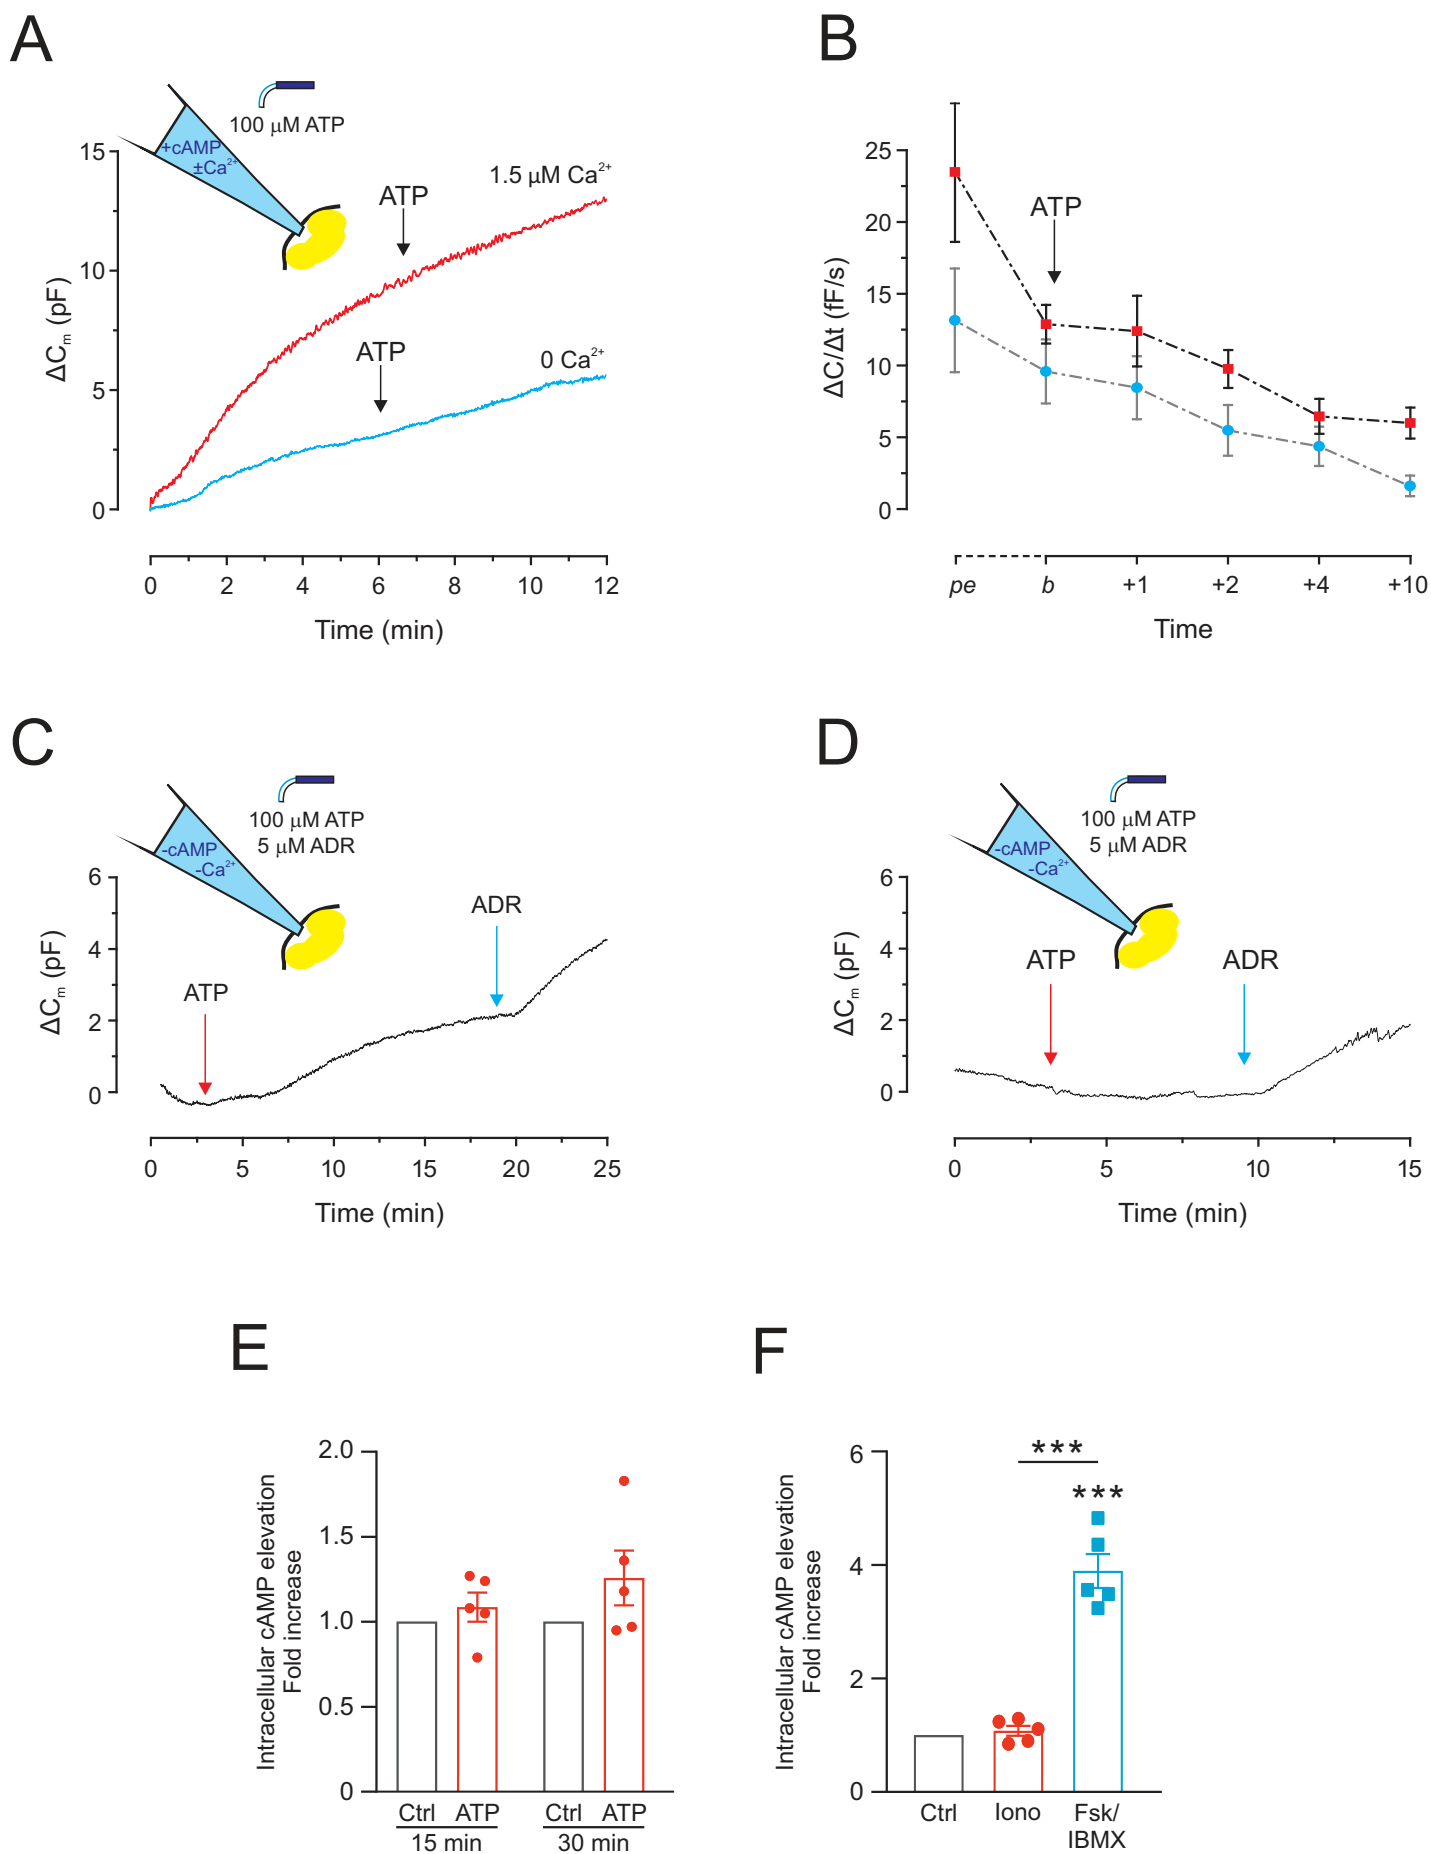 A
100 μM ATP
+cAMP
±Ca²⁺
15
10
5
0
ΔCₘ (pF)
1.5 μM Ca²⁺
ATP
ATP
0 Ca²⁺
0 2 4 6 8 10 12
Time (min)
B
25
20
15
10
5
0
ΔC/Δt (fF/s)
ATP
pe b +1 +2 +4 +10
Time
C
100 μM ATP
5 μM ADR
-cAMP
-Ca²⁺
6
4
2
0
ΔCₘ (pF)
ATP
ADR
0 5 10 15 20 25
Time (min)
D
100 μM ATP
5 μM ADR
-cAMP
-Ca²⁺
6
4
2
0
ΔCₘ (pF)
ATP
ADR
0 5 10 15
Time (min)
E
2.0
1.5
1.0
0.5
0
Intracellular cAMP elevation
Fold increase
Ctrl ATP Ctrl ATP
15 min 30 min
F
6
4
2
0
Intracellular cAMP elevation
Fold increase
***
***
Ctrl Iono Fsk/
IBMX